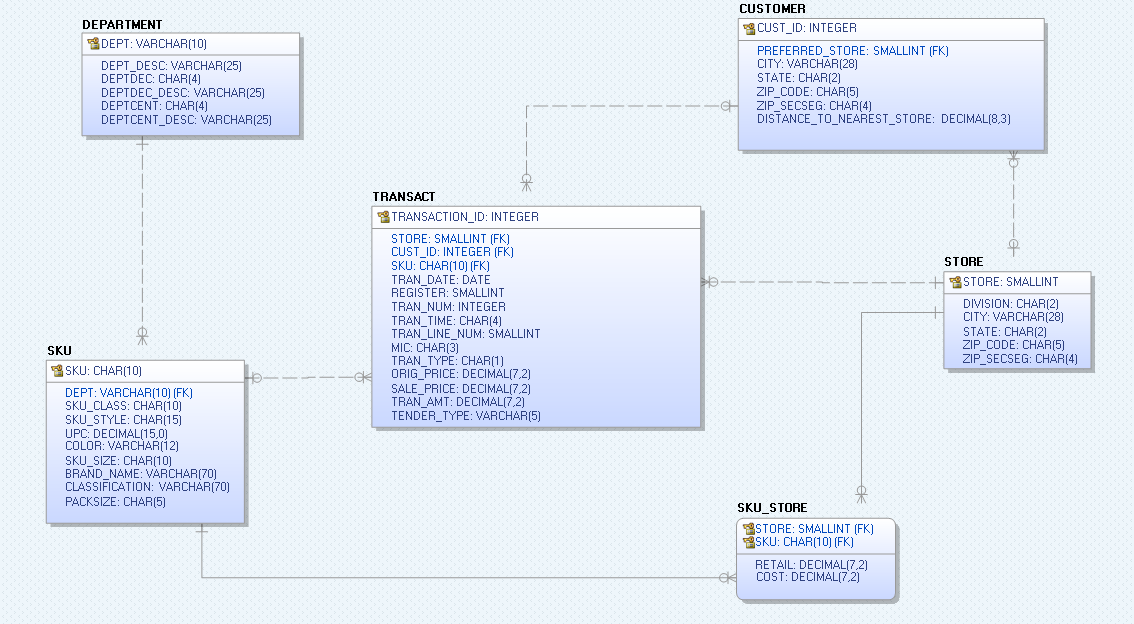 DEPARTMENT
DEPT: VARCHAR(10)
DEPT_DESC: VARCHAR(25)
DEPTDEC: CHAR(4)
DEPTDEC_DESC: VARCHAR(25)
DEPTCENT: CHAR(4)
DEPTCENT_DESC: VARCHAR(25)
CUSTOMER
CUST_ID: INTEGER
PREFERRED_STORE: SMALLINT (FK)
CITY: VARCHAR(28)
STATE: CHAR(2)
ZIP_CODE: CHAR(5)
ZIP_SECSEG: CHAR(4)
DISTANCE_TO_NEAREST_STORE: DECIMAL(8,3)
TRANSACT
TRANSACTION_ID: INTEGER
STORE: SMALLINT (FK)
CUST_ID: INTEGER (FK)
SKU: CHAR(10) (FK)
TRAN_DATE: DATE
REGISTER: SMALLINT
TRAN_NUM: INTEGER
TRAN_TIME: CHAR(4)
TRAN_LINE_NUM: SMALLINT
MIC: CHAR(3)
TRAN_TYPE: CHAR(1)
ORIG_PRICE: DECIMAL(7,2)
SALE_PRICE: DECIMAL(7,2)
TRAN_AMT: DECIMAL(7,2)
TENDER_TYPE: VARCHAR(5)
STORE
STORE: SMALLINT
DIVISION: CHAR(2)
CITY: VARCHAR(28)
STATE: CHAR(2)
ZIP_CODE: CHAR(5)
ZIP_SECSEG: CHAR(4)
SKU
SKU: CHAR(10)
DEPT: VARCHAR(10) (FK)
SKU_CLASS: CHAR(10)
SKU_STYLE: CHAR(15)
UPC: DECIMAL(15,0)
COLOR: VARCHAR(12)
SKU_SIZE: CHAR(10)
BRAND_NAME: VARCHAR(70)
CLASSIFICATION: VARCHAR(70)
PACKSIZE: CHAR(5)
SKU_STORE
STORE: SMALLINT (FK)
SKU: CHAR(10) (FK)
RETAIL: DECIMAL(7,2)
COST: DECIMAL(7,2)